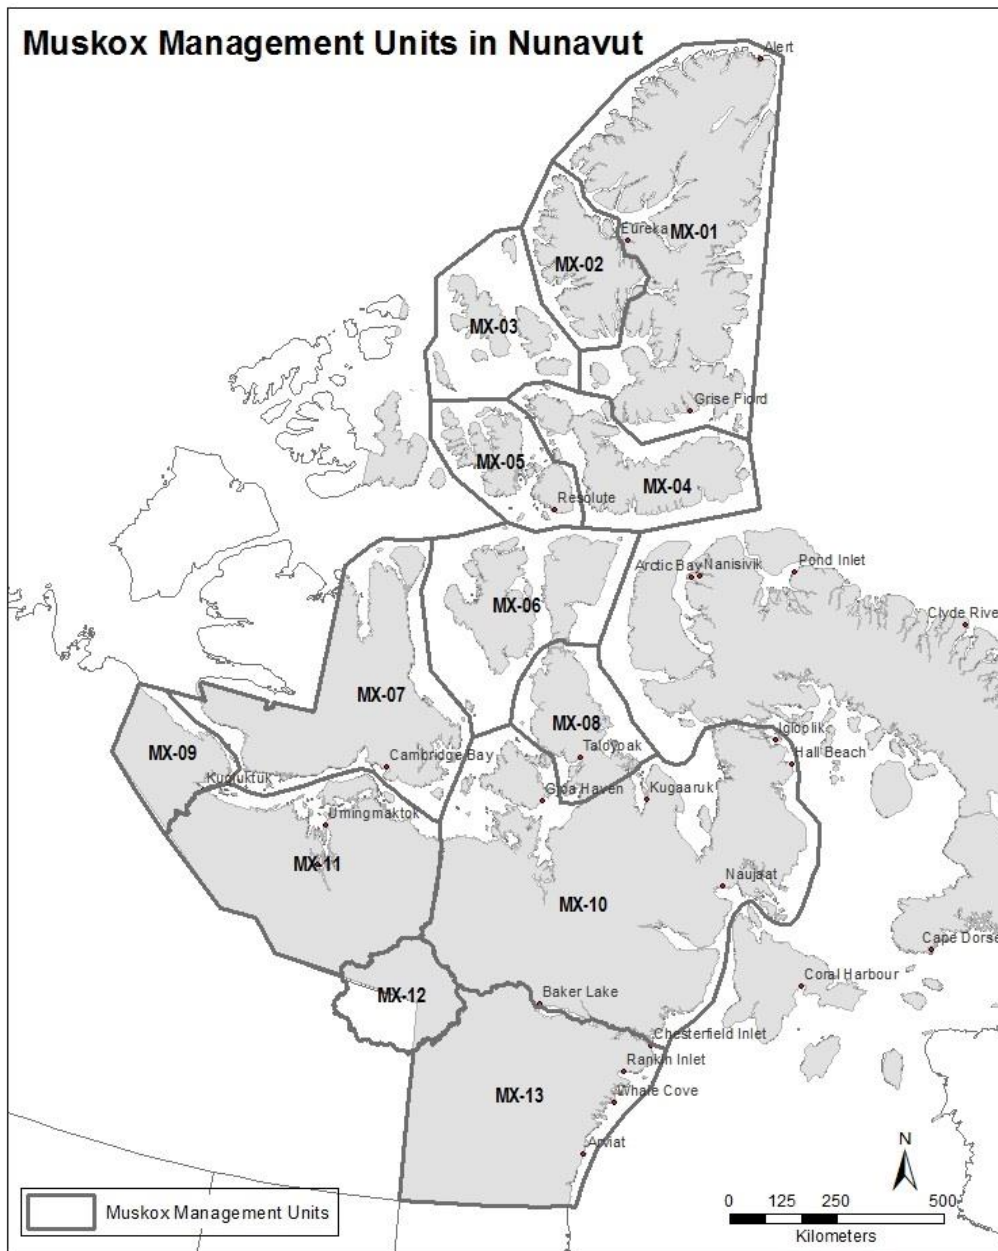 Muskox Management Units in Nunavut
Alert
MX-01
Eureka
MX-02
MX-03
Grise Fiord
MX-05
MX-04
Resolute
Arctic Bay
Nanisivik
Pond Inlet
MX-06
Clyde River
MX-07
MX-08
Igloolik
MX-09
Taloyoak
Hall Beach
Cambridge Bay
Kugluktuk
Gjoa Haven
Kugaaruk
Umingmaktok
MX-11
Naujaat
MX-10
Cape Dorse
Coral Harbour
MX-12
Baker Lake
Chesterfield Inlet
Rankin Inlet
MX-13
Whale Cove
Arviat
N
0 125 250 500
Kilometers
Muskox Management Units